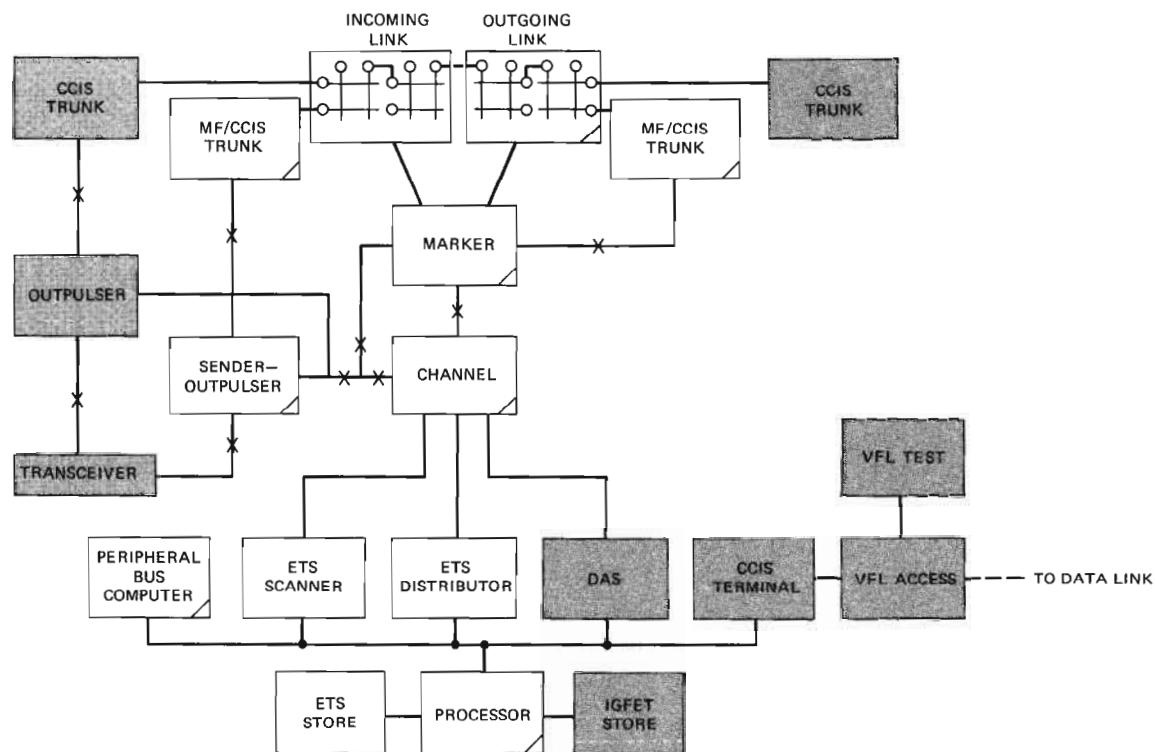 INCOMING
LINK
OUTGOING
LINK
CCIS
TRUNK
MF/CCIS
TRUNK
MF/CCIS
TRUNK
CCIS
TRUNK
MARKER
OUTPULSER
SENDER—
OUTPULSER
CHANNEL
TRANSCEIVER
VFL TEST
PERIPHERAL
BUS
COMPUTER
ETS
SCANNER
ETS
DISTRIBUTOR
DAS
CCIS
TERMINAL
VFL ACCESS
TO DATA LINK
ETS
STORE
PROCESSOR
IGFET
STORE